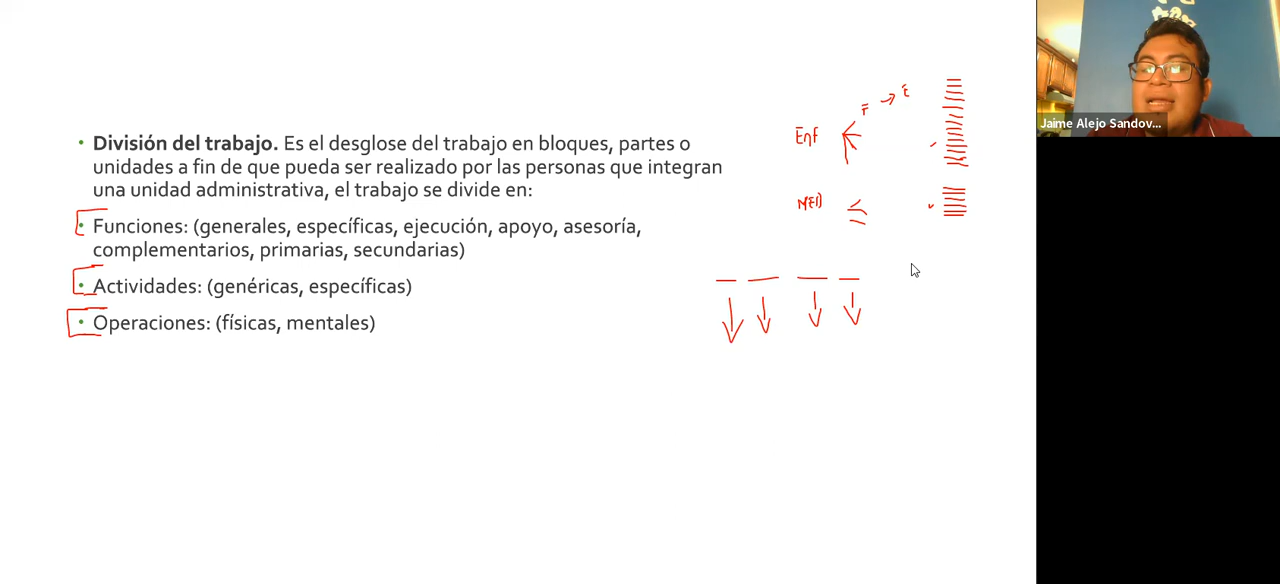 • División del trabajo. Es el desglose del trabajo en bloques, partes o
unidades a fin de que pueda ser realizado por las personas que integran
una unidad administrativa, el trabajo se divide en:
• Funciones: (generales, específicas, ejecución, apoyo, asesoría,
complementarios, primarias, secundarias)
• Actividades: (genéricas, específicas)
• Operaciones: (físicas, mentales)
Enf
F → E
MED
Jaime Alejo Sandov...